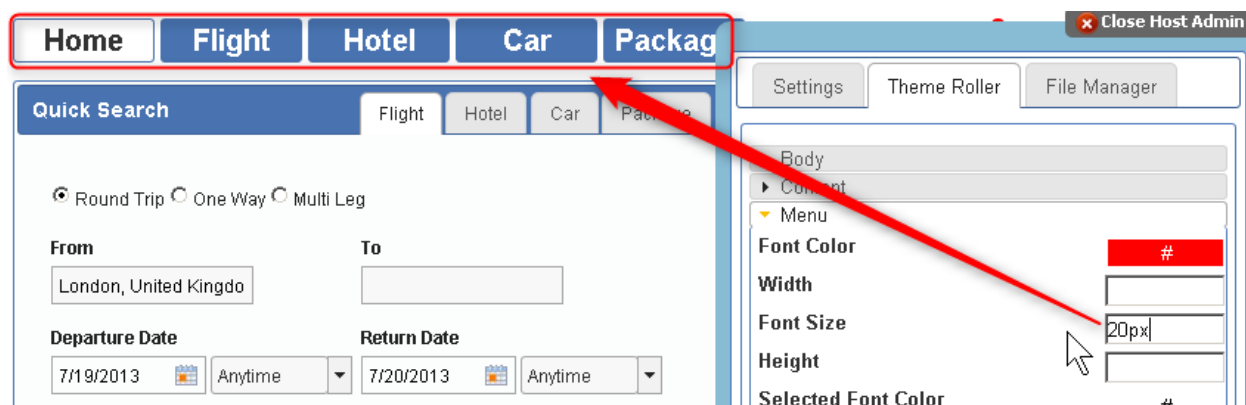 Close Host Admin
Home Flight Hotel Car Packag
Settings Theme Roller File Manager
Quick Search Flight Hotel Car Package
Body
Content
Menu
Round Trip One Way Multi Leg
Font Color #
From To
Width
London, United Kingdo
Font Size 20px
Departure Date Return Date
Height
7/19/2013 Anytime 7/20/2013 Anytime
Selected Font Color #